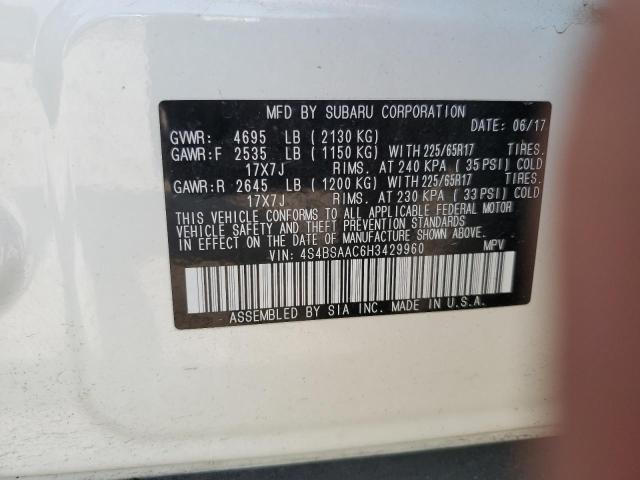 MFD BY SUBARU CORPORATION
DATE: 06/17
GVWR: 4695 LB ( 2130 KG)
GAWR:F 2535 LB ( 1150 KG) WITH 225/65R17 TIRES.
17X7J RIMS. AT 240 KPA ( 35 PSI) COLD
GAWR:R 2645 LB ( 1200 KG) WITH 225/65R17 TIRES.
17X7J RIMS. AT 230 KPA ( 33 PSI) COLD
THIS VEHICLE CONFORMS TO ALL APPLICABLE FEDERAL MOTOR
VEHICLE SAFETY AND THEFT PREVENTION STANDARDS
IN EFFECT ON THE DATE OF MANUFACTURE SHOWN ABOVE.
VIN: 4S4BSAAC6H3429960 MPV
ASSEMBLED BY SIA INC. MADE IN U.S.A.